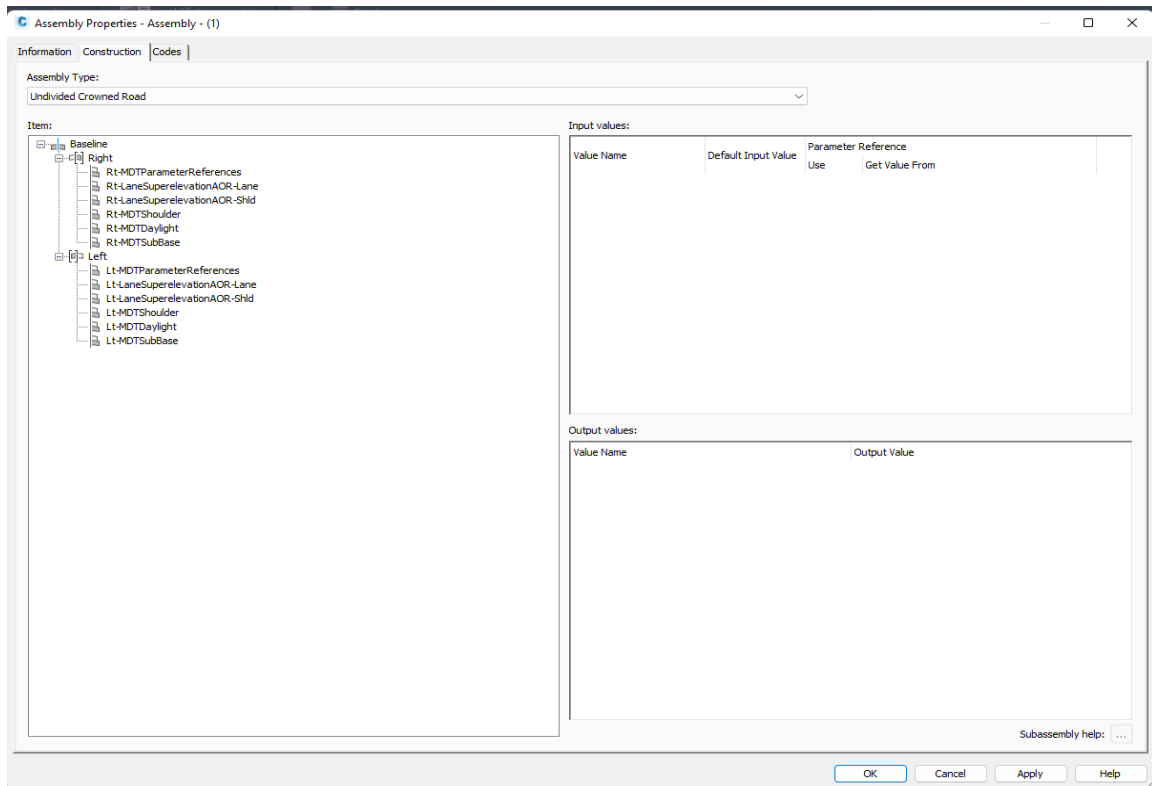 Assembly Properties - Assembly - (1)
Information Construction Codes
Assembly Type:
Undivided Crowned Road
Item:
Baseline
Right
Rt-MDTParameterReferences
Rt-LaneSuperelevationAOR-Lane
Rt-LaneSuperelevationAOR-Shld
Rt-MDTShoulder
Rt-MDTDaylight
Rt-MDTSubBase
Left
Lt-MDTParameterReferences
Lt-LaneSuperelevationAOR-Lane
Lt-LaneSuperelevationAOR-Shld
Lt-MDTShoulder
Lt-MDTDaylight
Lt-MDTSubBase
Input values:
Value Name Default Input Value Parameter Reference
Use Get Value From
Output values:
Value Name Output Value
Subassembly help: ...
OK Cancel Apply Help